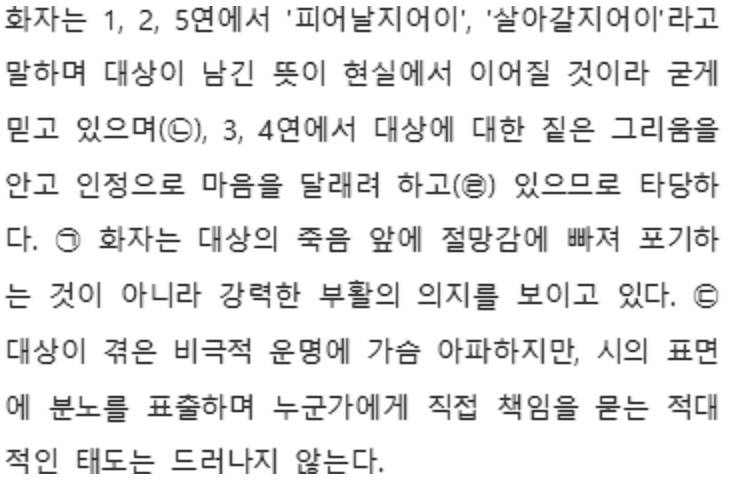 화자는 1, 2, 5연에서 '피어날지어이', '살아갈지어이'라고
말하며 대상이 남긴 뜻이 현실에서 이어질 것이라 굳게
믿고 있으며(㉡), 3, 4연에서 대상에 대한 짙은 그리움을
안고 인정으로 마음을 달래려 하고(㉣) 있으므로 타당하
다. ㉠ 화자는 대상의 죽음 앞에 절망감에 빠져 포기하
는 것이 아니라 강력한 부활의 의지를 보이고 있다. ㉢
대상이 겪은 비극적 운명에 가슴 아파하지만, 시의 표면
에 분노를 표출하며 누군가에게 직접 책임을 묻는 적대
적인 태도는 드러나지 않는다.